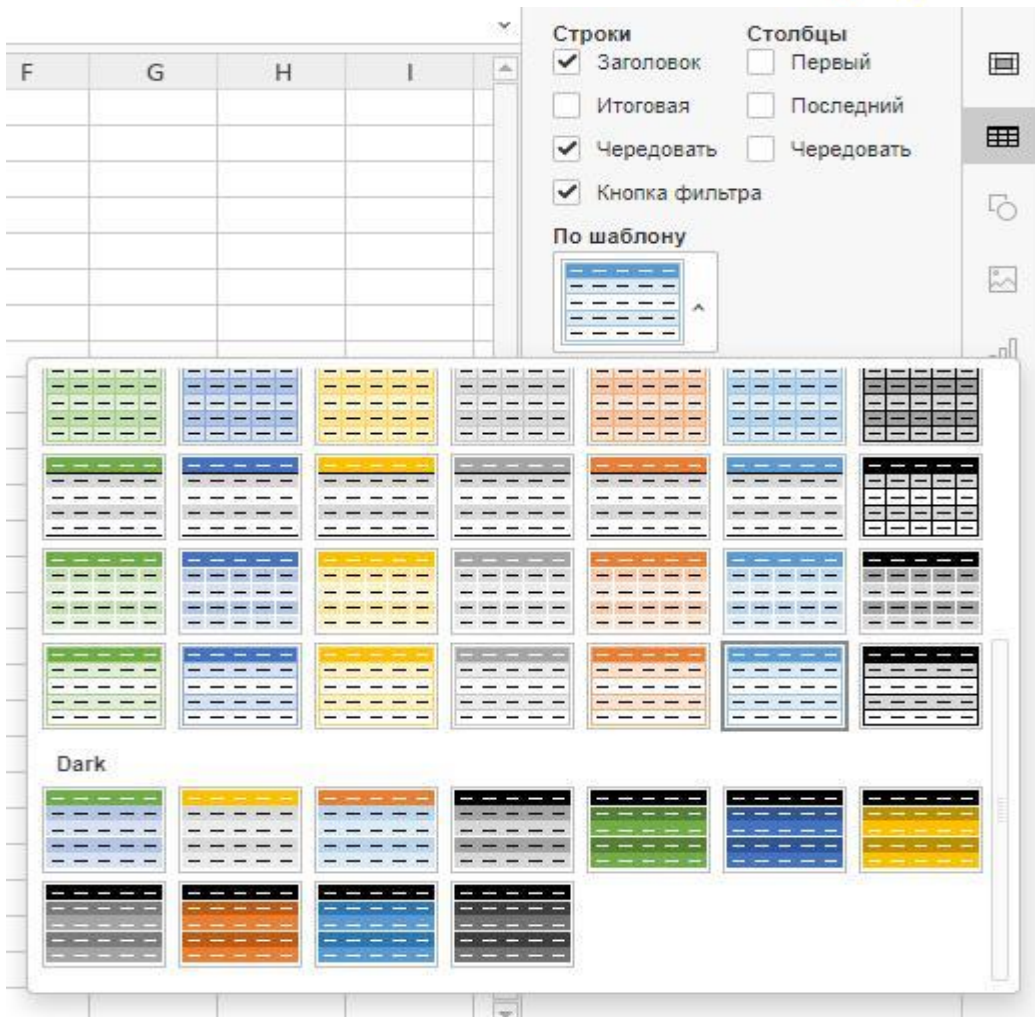 Строки Столбцы
F G H I
Заголовок Первый
Итоговая Последний
Чередовать Чередовать
Кнопка фильтра
По шаблону
Dark